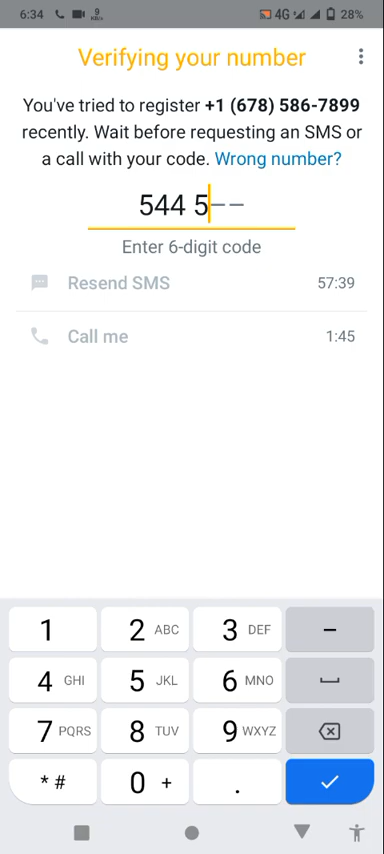 6:34 9 KB/s 4G 28%
Verifying your number
You've tried to register +1 (678) 586-7899
recently. Wait before requesting an SMS or
a call with your code. Wrong number?
544 5––
Enter 6-digit code
Resend SMS 57:39
Call me 1:45
1 2 ABC 3 DEF –
4 GHI 5 JKL 6 MNO
7 PQRS 8 TUV 9 WXYZ
* # 0 + .